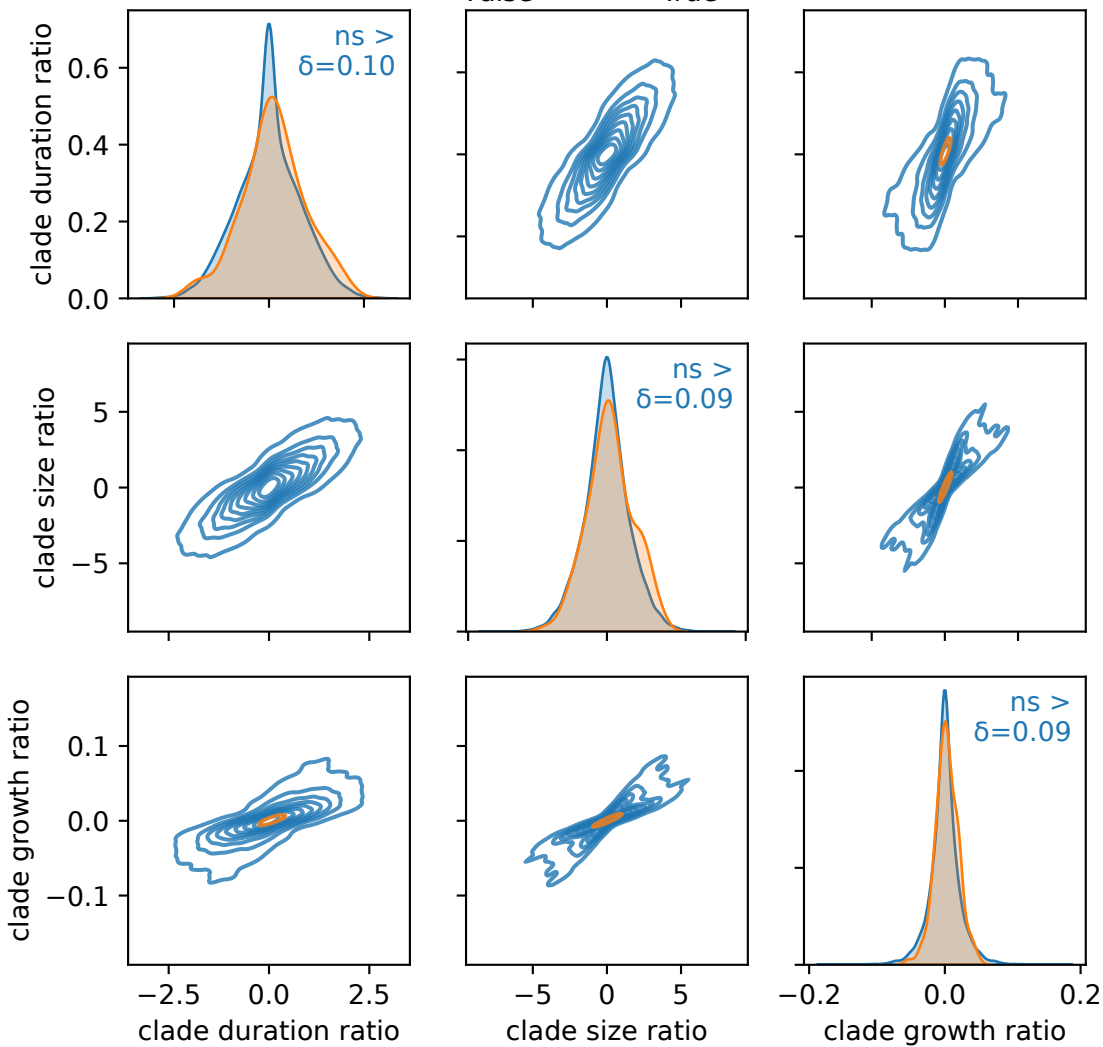 clade duration ratio
0.6
0.4
0.2
0.0
ns >
δ=0.10
clade size ratio
5
0
−5
ns >
δ=0.09
clade growth ratio
0.1
0.0
−0.1
ns >
δ=0.09
−2.5 0.0 2.5
−5 0 5
−0.2 0.0 0.2
clade duration ratio
clade size ratio
clade growth ratio